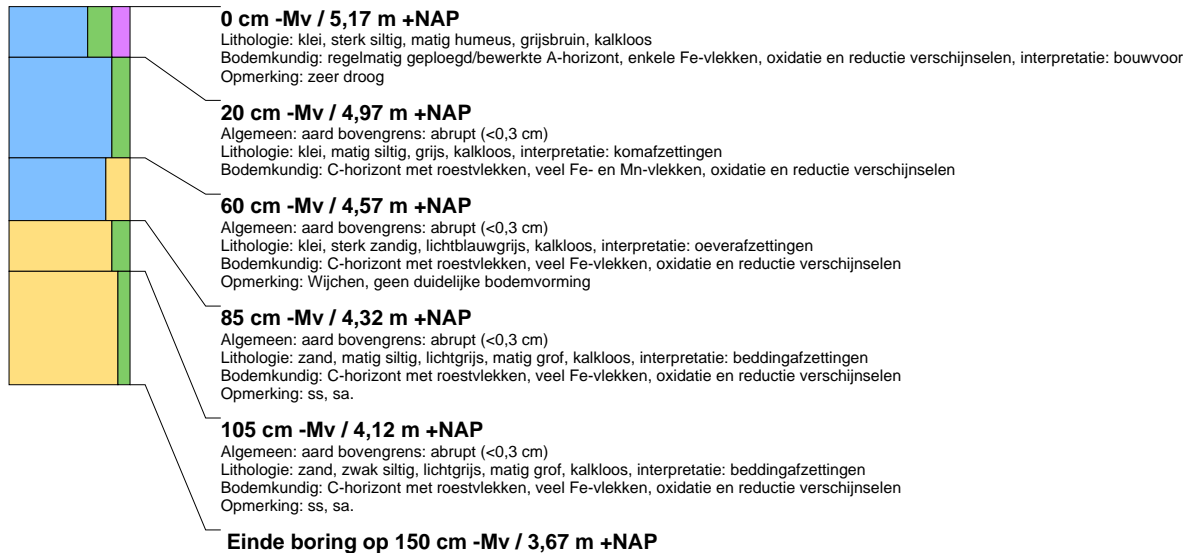 0 cm -Mv / 5,17 m +NAP
Lithologie: klei, sterk siltig, matig humeus, grijsbruin, kalkloos
Bodemkundig: regelmatig geploegd/bewerkte A-horizont, enkele Fe-vlekken, oxidatie en reductie verschijnselen, interpretatie: bouwvoor
Opmerking: zeer droog
20 cm -Mv / 4,97 m +NAP
Algemeen: aard bovengrens: abrupt (<0,3 cm)
Lithologie: klei, matig siltig, grijs, kalkloos, interpretatie: komafzettingen
Bodemkundig: C-horizont met roestvlekken, veel Fe- en Mn-vlekken, oxidatie en reductie verschijnselen
60 cm -Mv / 4,57 m +NAP
Algemeen: aard bovengrens: abrupt (<0,3 cm)
Lithologie: klei, sterk zandig, lichtblauwgrijs, kalkloos, interpretatie: oeverafzettingen
Bodemkundig: C-horizont met roestvlekken, veel Fe-vlekken, oxidatie en reductie verschijnselen
Opmerking: Wijchen, geen duidelijke bodemvorming
85 cm -Mv / 4,32 m +NAP
Algemeen: aard bovengrens: abrupt (<0,3 cm)
Lithologie: zand, matig siltig, lichtgrijs, matig grof, kalkloos, interpretatie: beddingafzettingen
Bodemkundig: C-horizont met roestvlekken, veel Fe-vlekken, oxidatie en reductie verschijnselen
Opmerking: ss, sa.
105 cm -Mv / 4,12 m +NAP
Algemeen: aard bovengrens: abrupt (<0,3 cm)
Lithologie: zand, zwak siltig, lichtgrijs, matig grof, kalkloos, interpretatie: beddingafzettingen
Bodemkundig: C-horizont met roestvlekken, veel Fe-vlekken, oxidatie en reductie verschijnselen
Opmerking: ss, sa.
Einde boring op 150 cm -Mv / 3,67 m +NAP